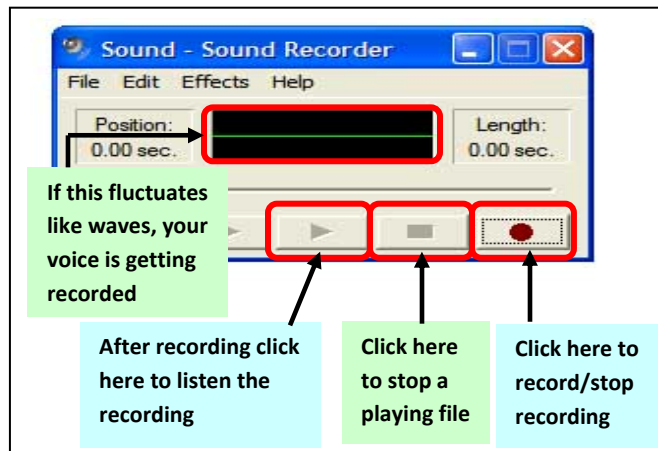 Sound - Sound Recorder
File Edit Effects Help
Position:
0.00 sec.
Length:
0.00 sec.
If this fluctuates
like waves, your
voice is getting
recorded
After recording click
here to listen the
recording
Click here
to stop a
playing file
Click here to
record/stop
recording